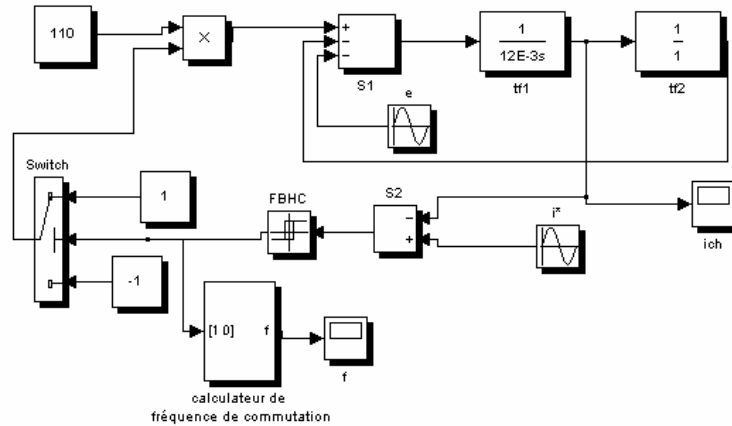 110
×
+
−
−
S1
1
12E-3s
tf1
1
1
tf2
e
Switch
1
-1
FBHC
S2
−
+
i*
ich
[1 0] f
f
calculateur de
fréquence de commutation